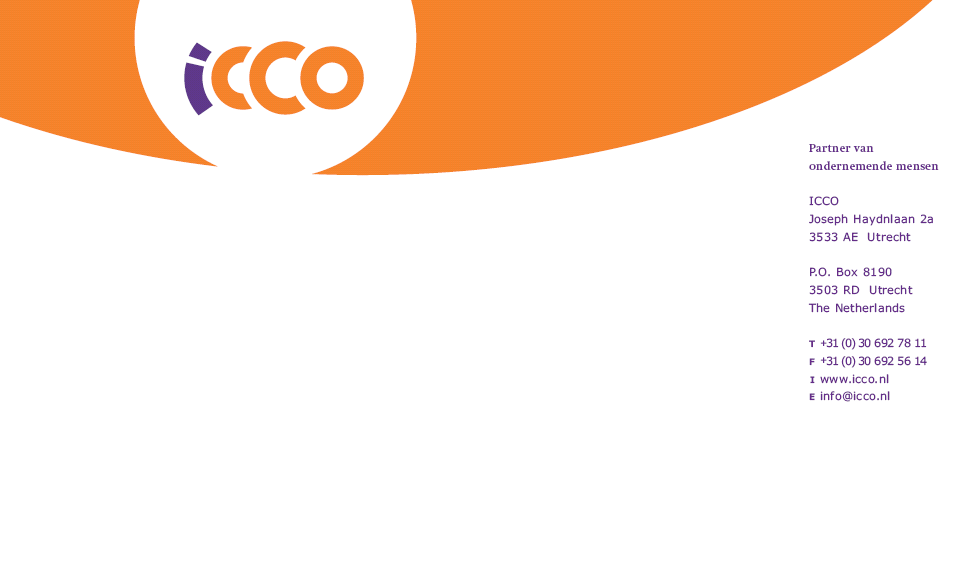 icco
Partner van
ondernemende mensen
ICCO
Joseph Haydnlaan 2a
3533 AE  Utrecht
P.O. Box 8190
3503 RD  Utrecht
The Netherlands
T +31 (0) 30 692 78 11
F +31 (0) 30 692 56 14
I www.icco.nl
E info@icco.nl